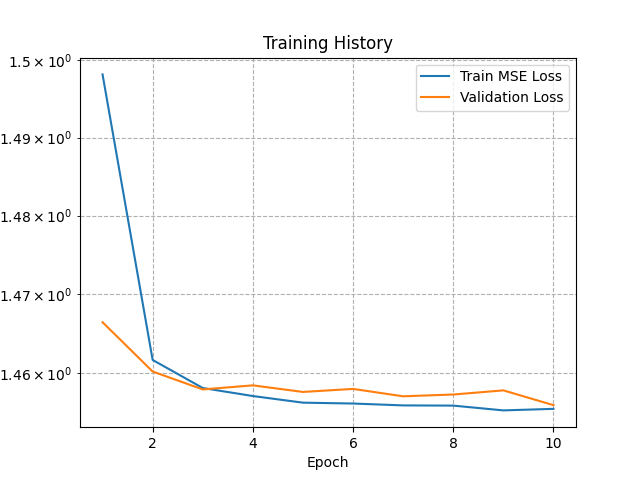 Training History
Train MSE Loss
Validation Loss
1.5 × 10⁰
1.49 × 10⁰
1.48 × 10⁰
1.47 × 10⁰
1.46 × 10⁰
2 4 6 8 10
Epoch